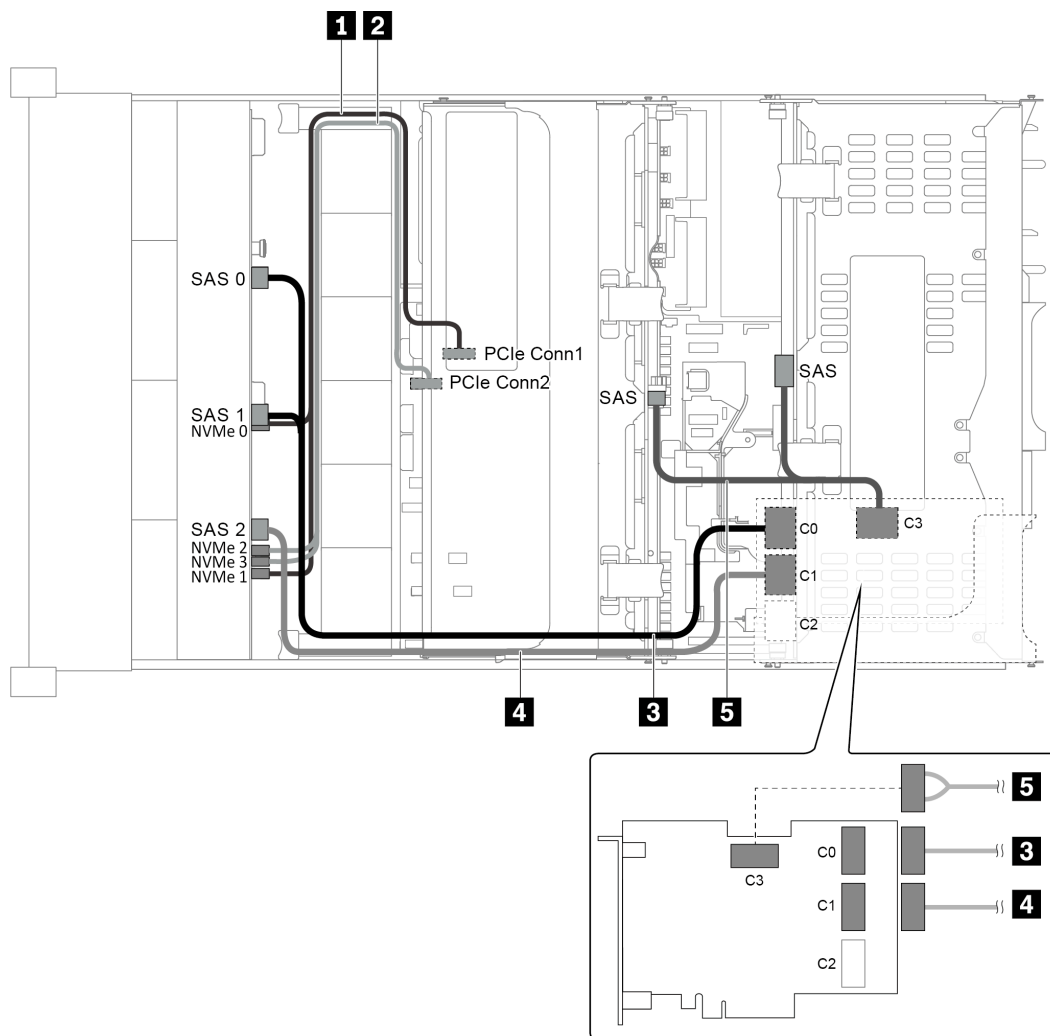 1 2
SAS 0
PCIe Conn1
PCIe Conn2
SAS
SAS
SAS 1
NVMe 0
SAS 2
NVMe 2
NVMe 3
NVMe 1
C0
C3
C1
C2
4 3 5
5
C0
3
C3
C1
4
C2